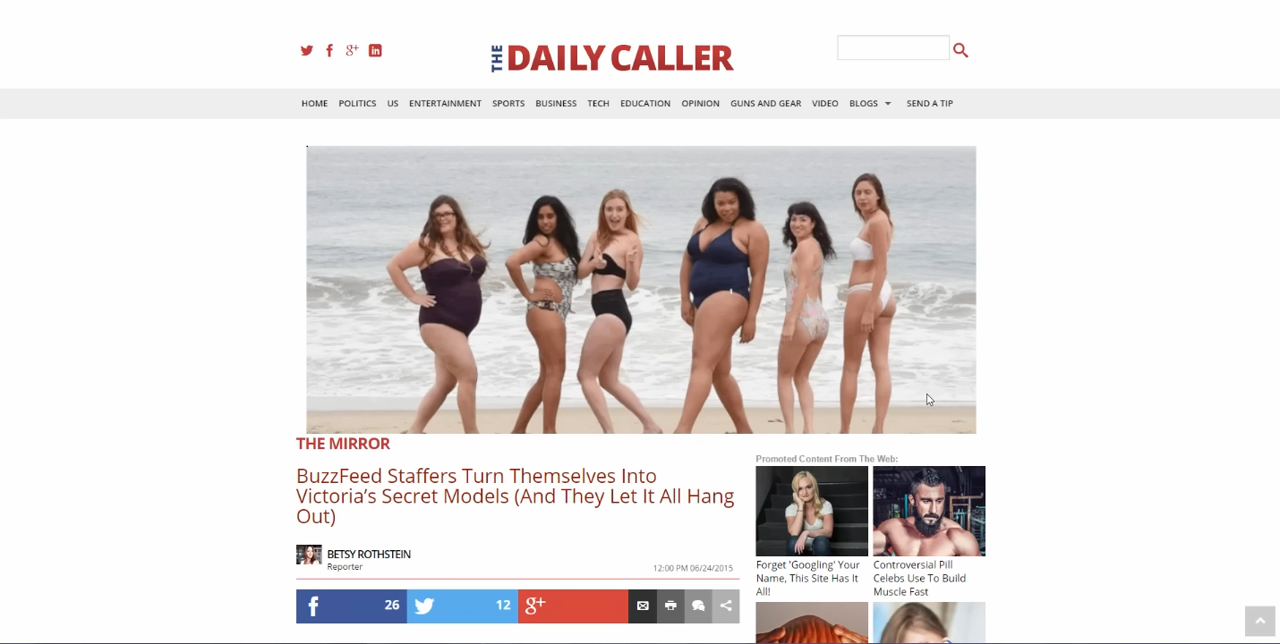 THE DAILY CALLER
HOME POLITICS US ENTERTAINMENT SPORTS BUSINESS TECH EDUCATION OPINION GUNS AND GEAR VIDEO BLOGS SEND A TIP
THE MIRROR
BuzzFeed Staffers Turn Themselves Into
Victoria's Secret Models (And They Let It All Hang
Out)
BETSY ROTHSTEIN
Reporter
12:00 PM 06/24/2015
26
12
Promoted Content From The Web:
Forget 'Googling' Your
Name, This Site Has It
All!
Controversial Pill
Celebs Use To Build
Muscle Fast